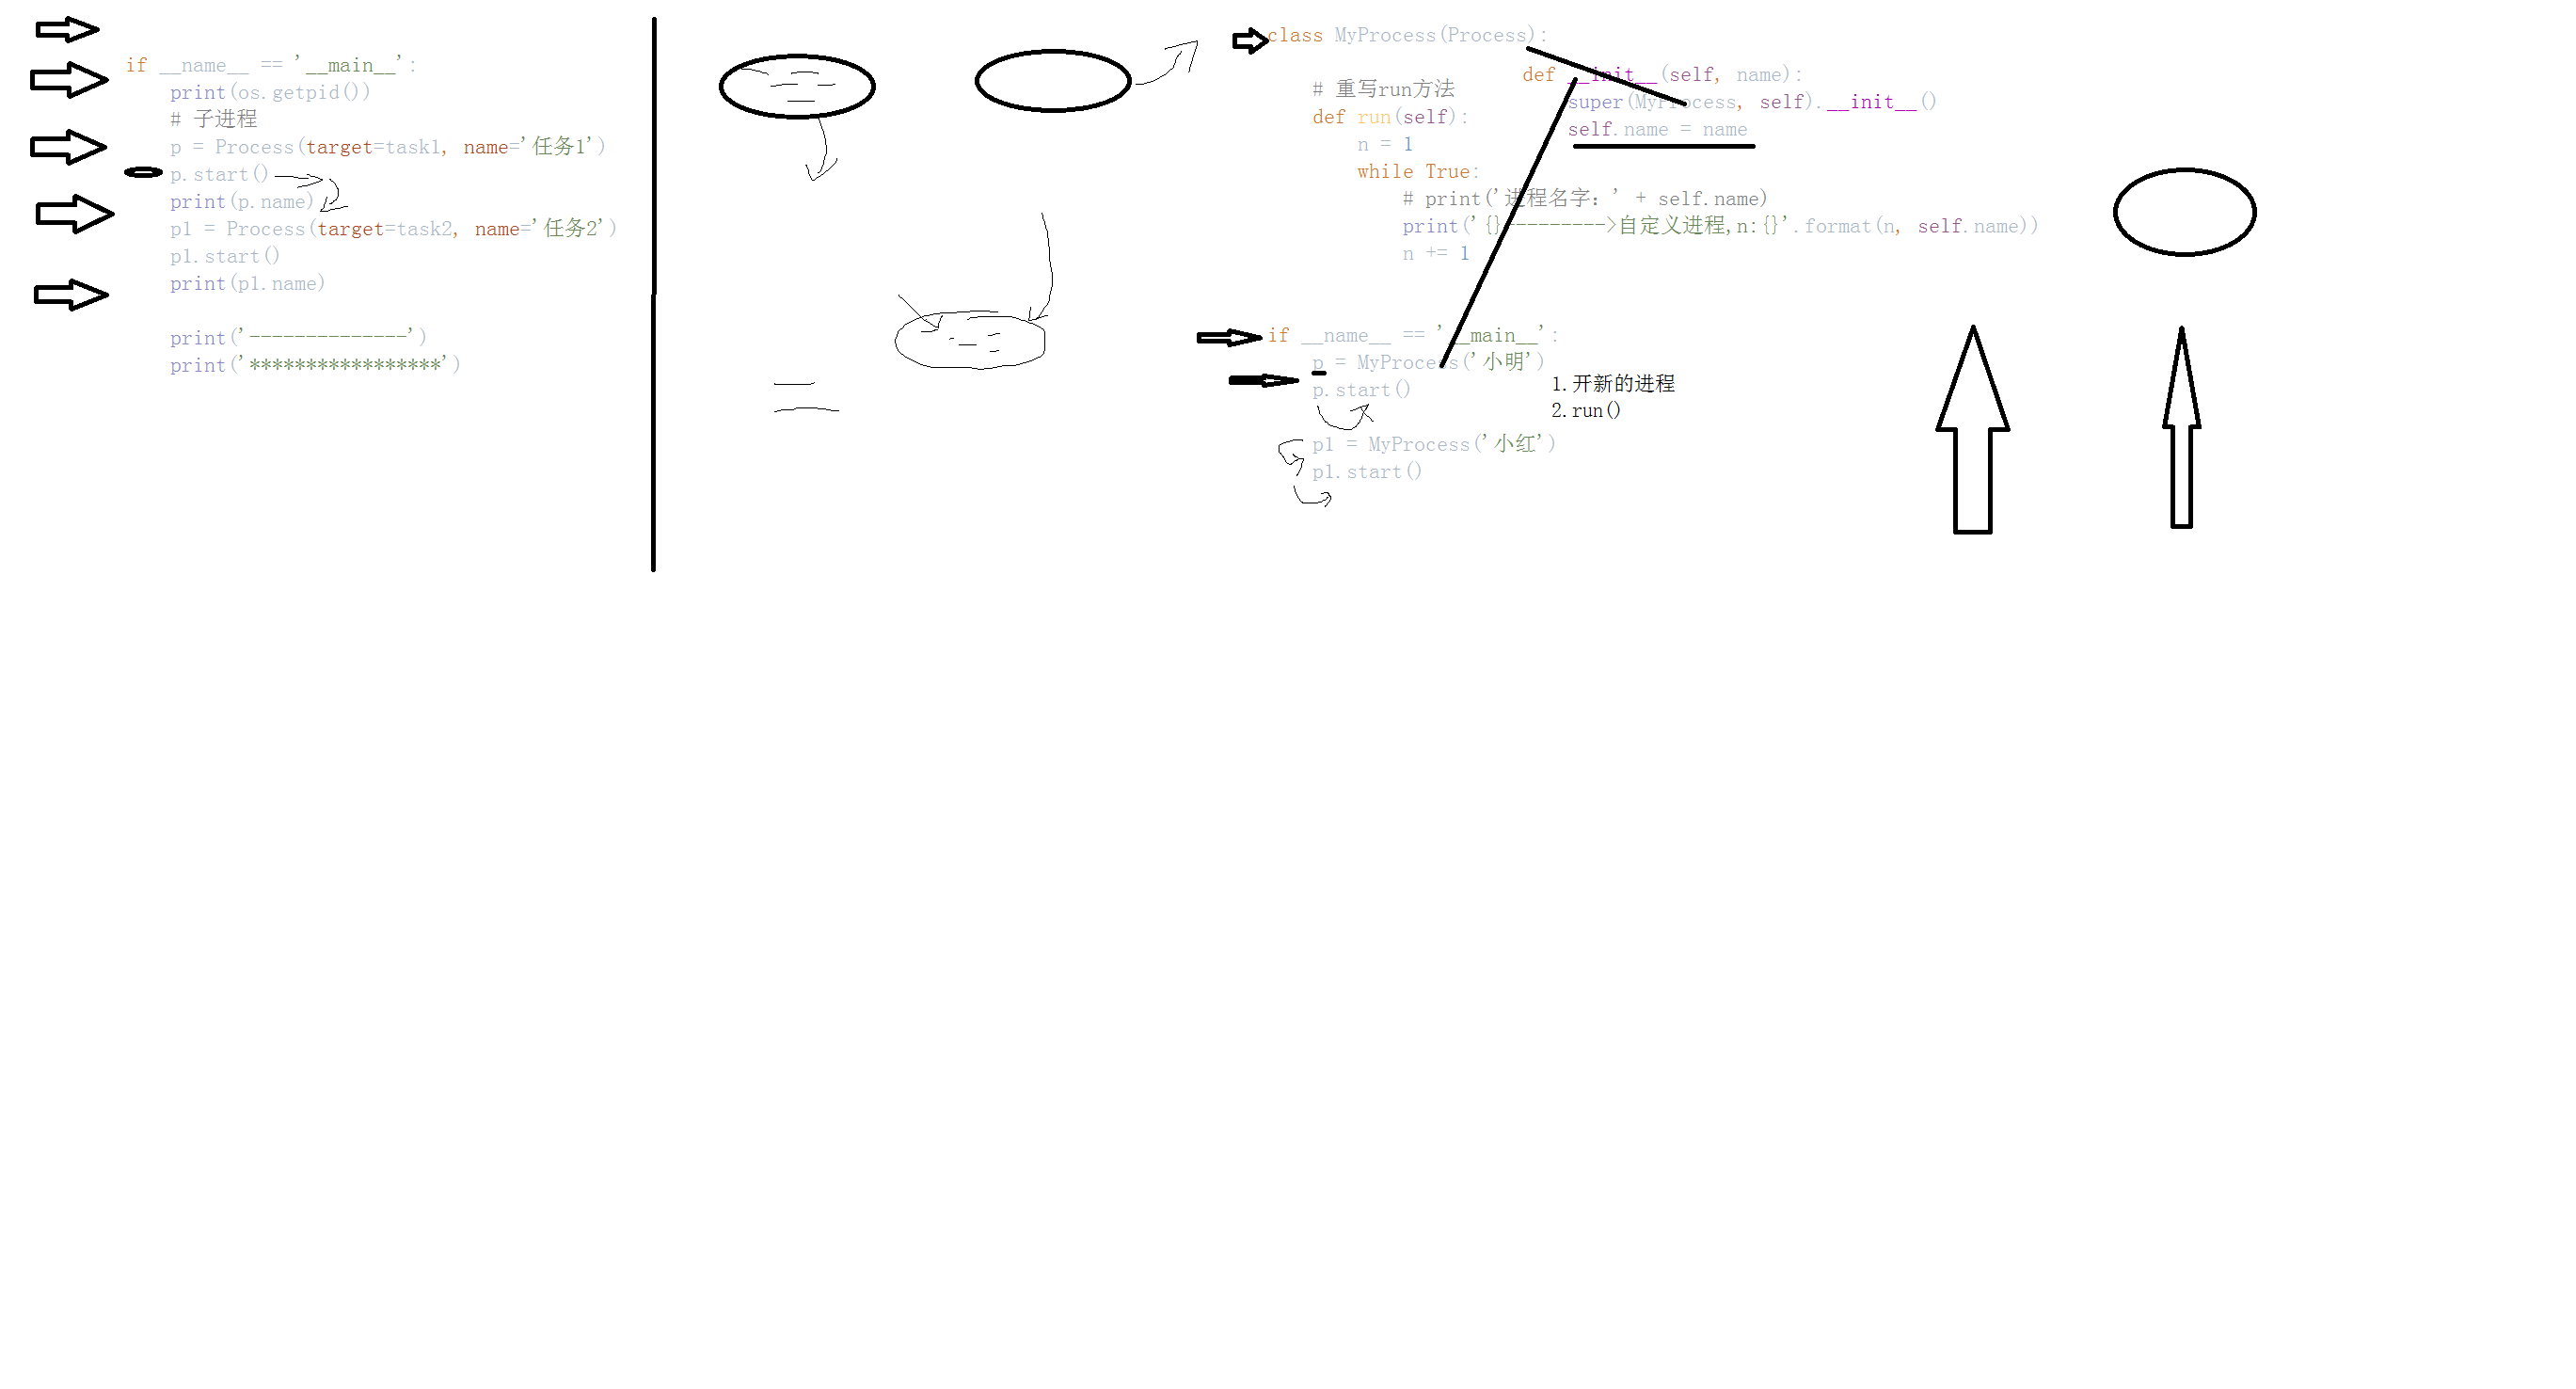 if __name__ == '__main__':
    print(os.getpid())
    # 子进程
    p = Process(target=task1, name='任务1')
    p.start()
    print(p.name)
    p1 = Process(target=task2, name='任务2')
    p1.start()
    print(p1.name)
    print('--------------')
    print('*****************')
class MyProcess(Process):
def __init__(self, name):
    super(MyProcess, self).__init__()
    self.name = name
    # 重写run方法
    def run(self):
        n = 1
        while True:
            # print('进程名字：' + self.name)
            print('{}--------->自定义进程,n:{}'.format(n, self.name))
            n += 1
if __name__ == '__main__':
    p = MyProcess('小明')
    p.start()
1.开新的进程
2.run()
    p1 = MyProcess('小红')
    p1.start()